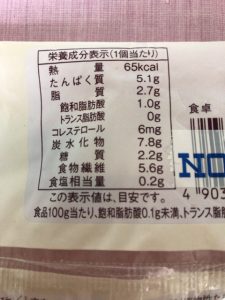 栄養成分表示(1個当たり)
熱量 65kcal
たんぱく質 5.1g
脂質 2.7g
飽和脂肪酸 1.0g
トランス脂肪酸 0g
コレステロール 6mg
炭水化物 7.8g
糖質 2.2g
食物繊維 5.6g
食塩相当量 0.2g
この表示値は、目安です。
食品100g当たり、飽和脂肪酸0.1g未満、トランス脂肪
食卓
NO
4 903